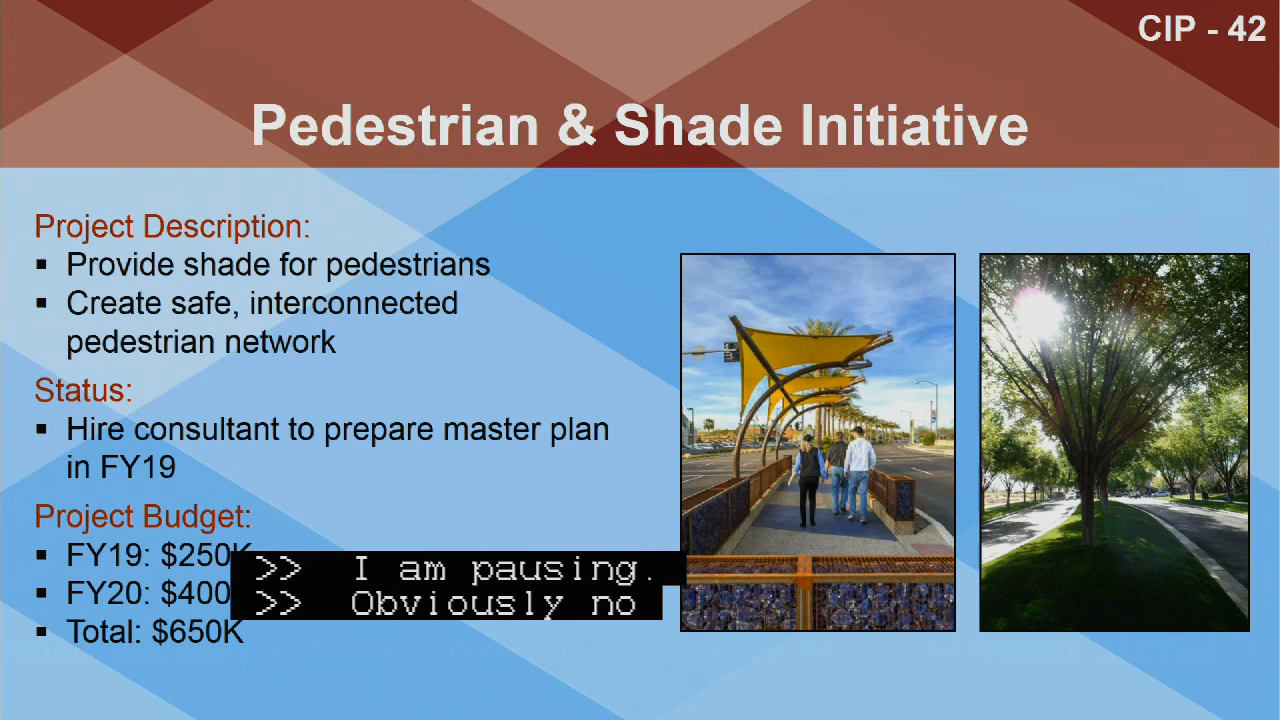 CIP - 42
Pedestrian & Shade Initiative
Project Description:
▪ Provide shade for pedestrians
▪ Create safe, interconnected
pedestrian network
Status:
▪ Hire consultant to prepare master plan
in FY19
Project Budget:
▪ FY19: $250K
▪ FY20: $400
▪ Total: $650K
>> I am pausing.
>> Obviously no